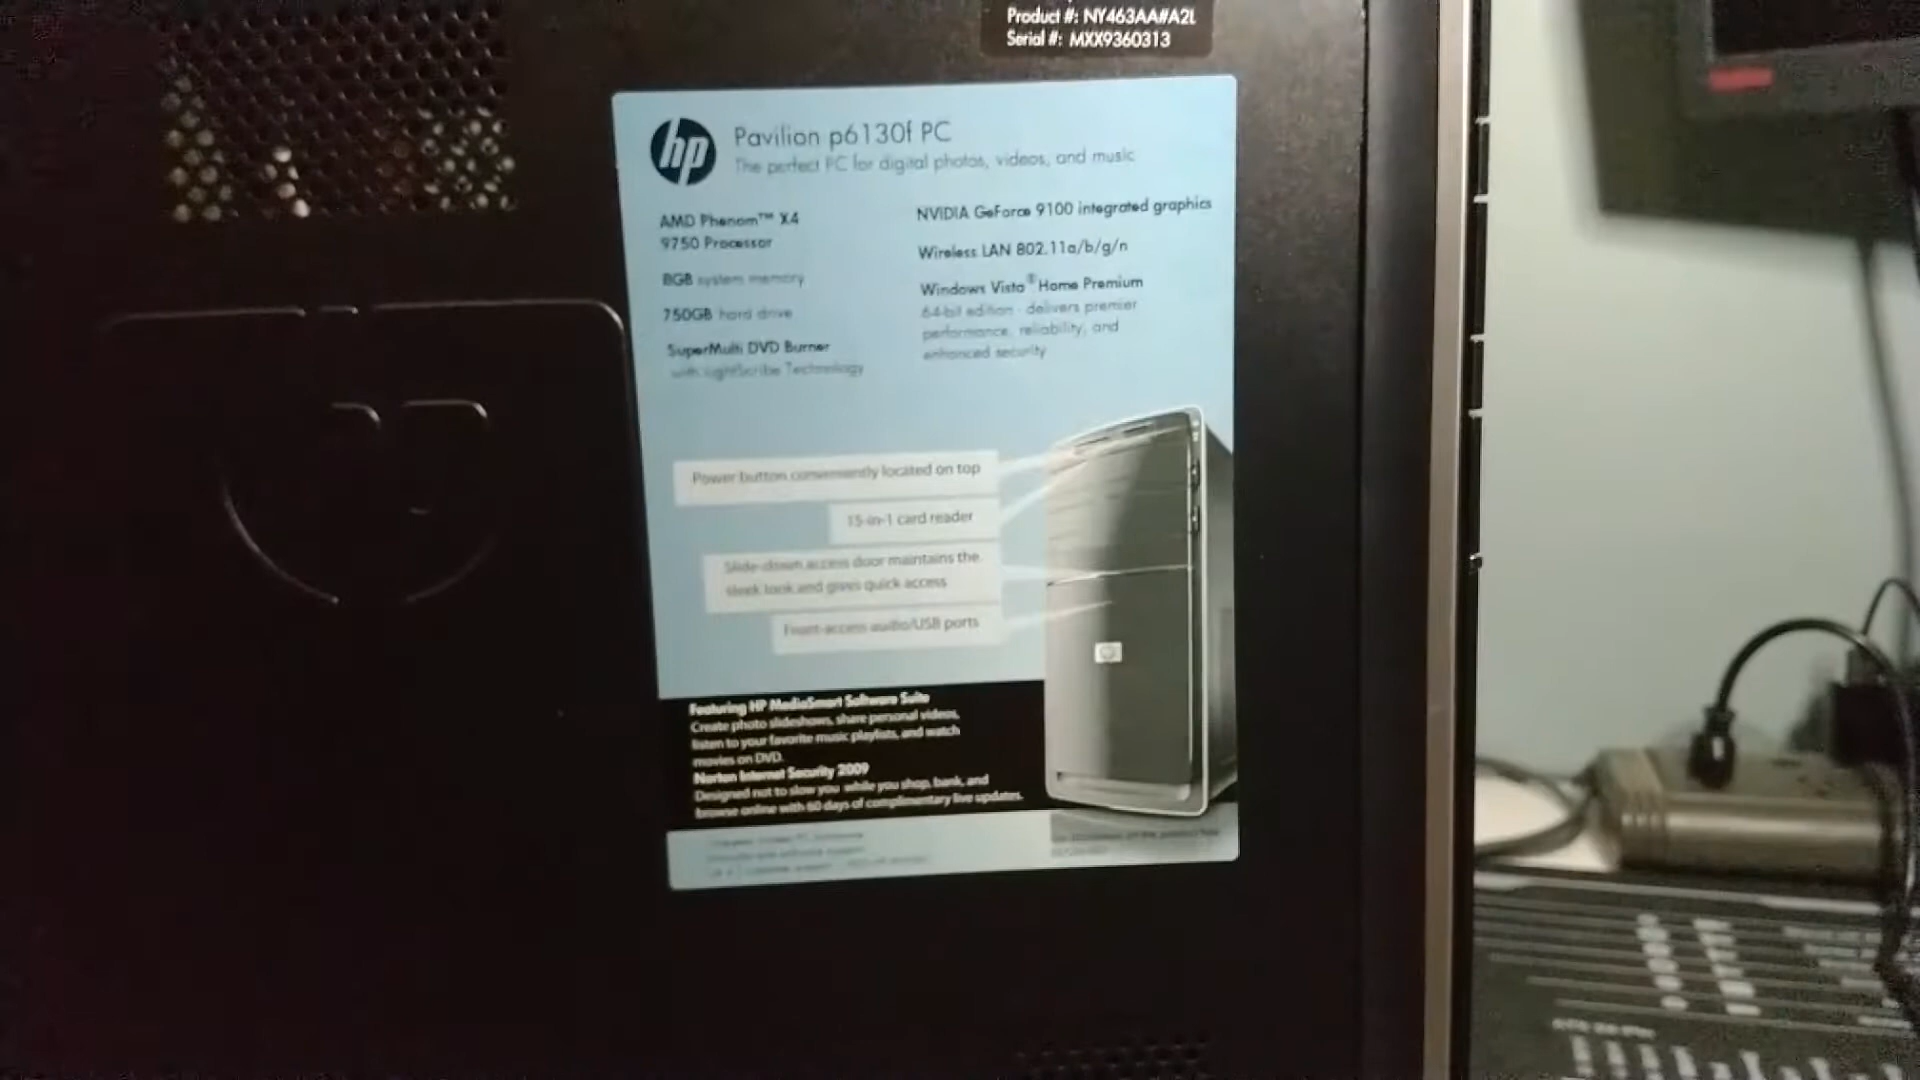 Product #: NY463AA#A2L
Serial #: MXX9360313
hp
Pavilion p6130f PC
The perfect PC for digital photos, videos, and music
AMD Phenom™ X4
9750 Processor
8GB system memory
750GB hard drive
SuperMulti DVD Burner
with LightScribe Technology
NVIDIA GeForce 9100 integrated graphics
Wireless LAN 802.11a/b/g/n
Windows Vista® Home Premium
64-bit edition - delivers premier
performance, reliability, and
enhanced security
Power button conveniently located on top
15-in-1 card reader
Slide-down access door maintains the
sleek look and gives quick access
Front-access audio/USB ports
Featuring HP MediaSmart Software Suite
Create photo slideshows, share personal videos,
listen to your favorite music playlists, and watch
movies on DVD.
Norton Internet Security 2009
Designed not to slow you while you shop, bank, and
browse online with 60 days of complimentary live updates.